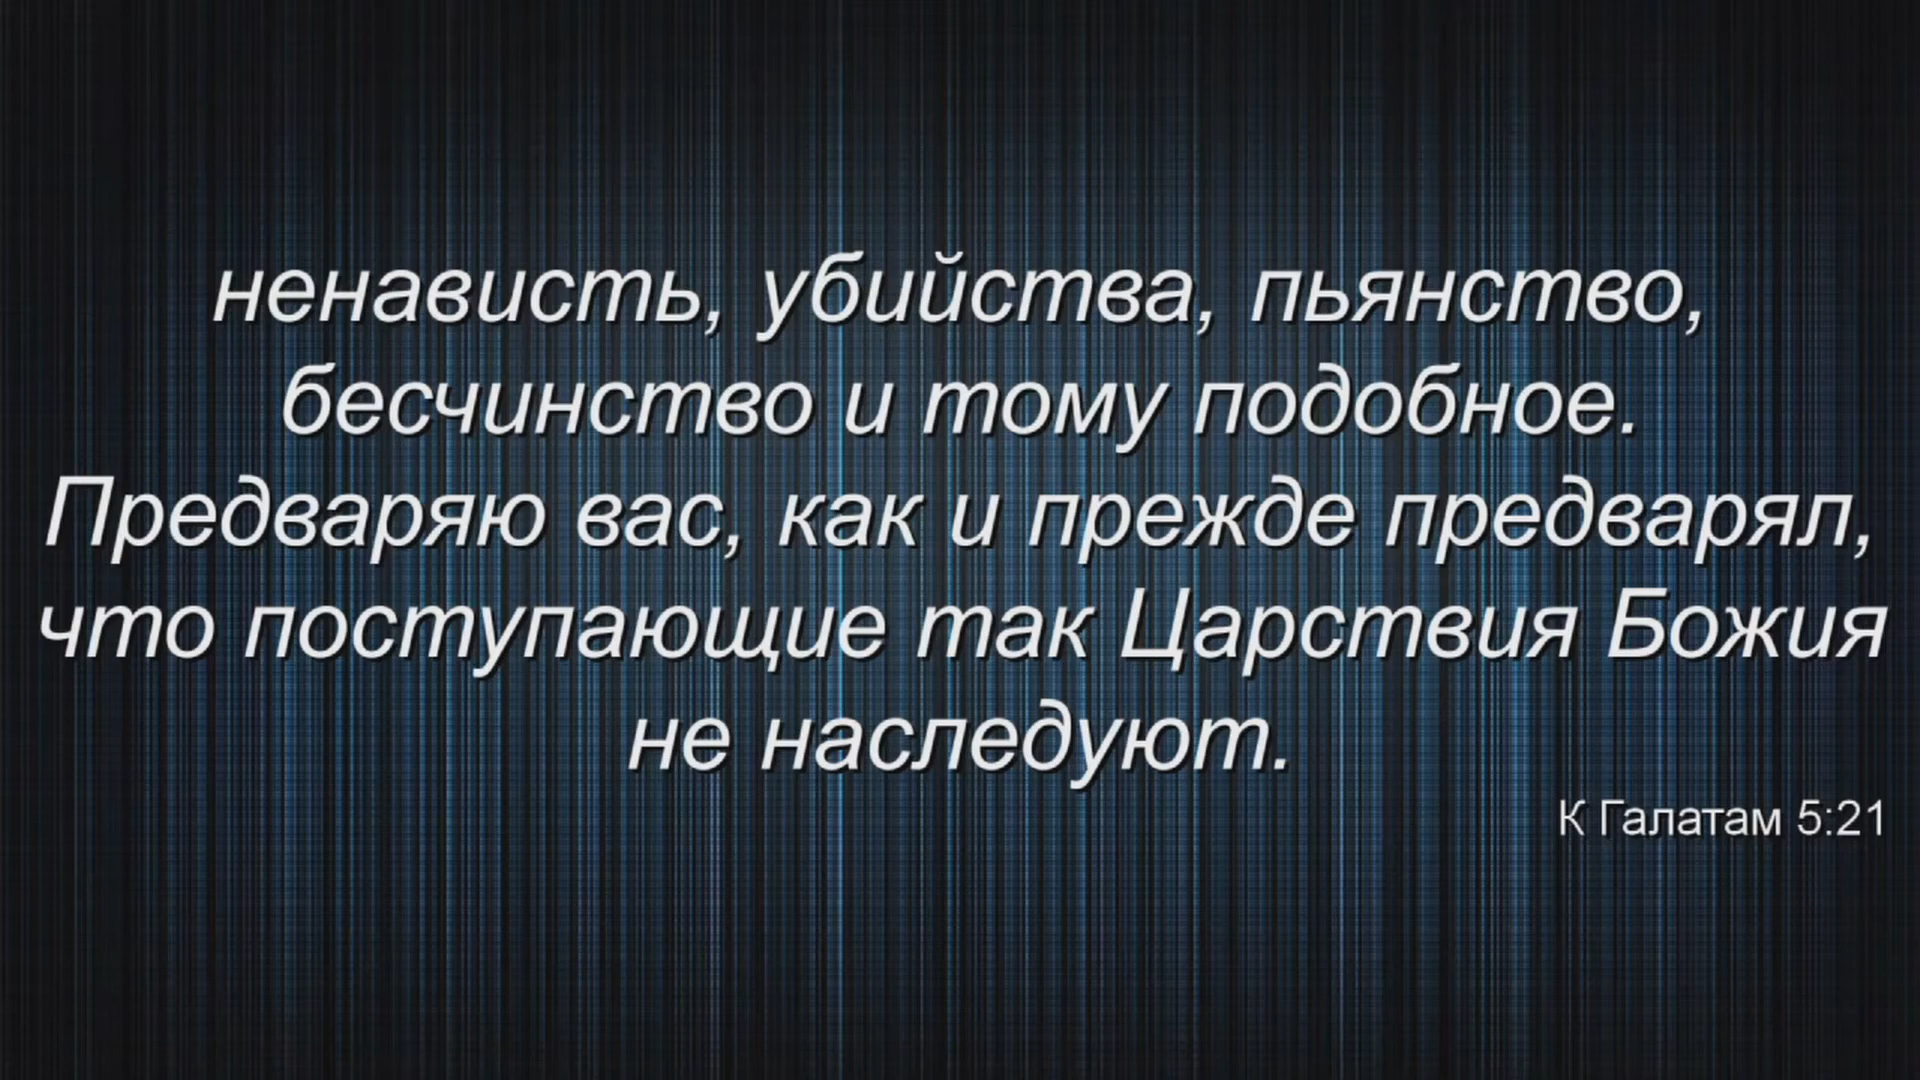 ненависть, убийства, пьянство,
бесчинство и тому подобное.
Предваряю вас, как и прежде предварял,
что поступающие так Царствия Божия
не наследуют.
К Галатам 5:21